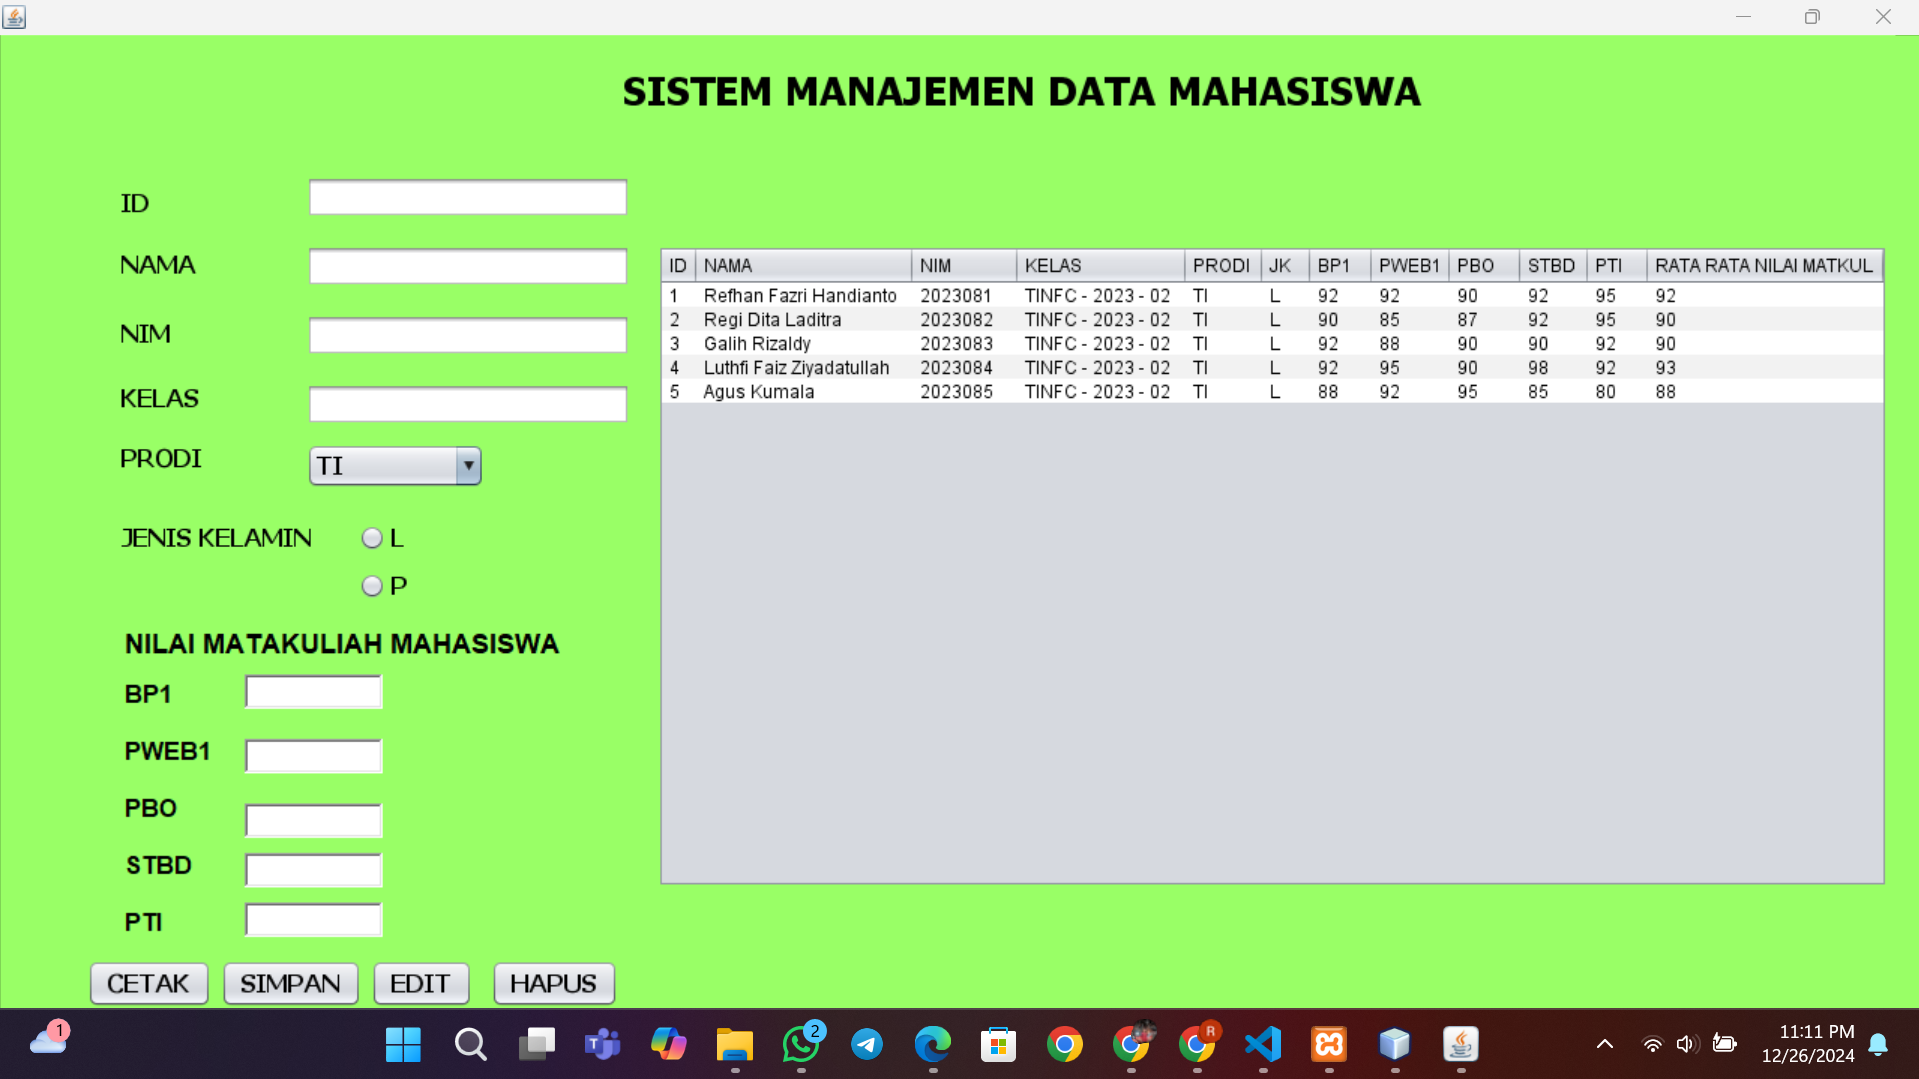 SISTEM MANAJEMEN DATA MAHASISWA
ID
NAMA
NIM
KELAS
PRODI TI
JENIS KELAMIN L
P
NILAI MATAKULIAH MAHASISWA
BP1
PWEB1
PBO
STBD
PTI
CETAK SIMPAN EDIT HAPUS
ID NAMA NIM KELAS PRODI JK BP1 PWEB1 PBO STBD PTI RATA RATA NILAI MATKUL
1 Refhan Fazri Handianto 2023081 TINFC - 2023 - 02 TI L 92 92 90 92 95 92
2 Regi Dita Laditra 2023082 TINFC - 2023 - 02 TI L 90 85 87 92 95 90
3 Galih Rizaldy 2023083 TINFC - 2023 - 02 TI L 92 88 90 90 92 90
4 Luthfi Faiz Ziyadatullah 2023084 TINFC - 2023 - 02 TI L 92 95 90 98 92 93
5 Agus Kumala 2023085 TINFC - 2023 - 02 TI L 88 92 95 85 80 88
1
T
2
R
11:11 PM
12/26/2024